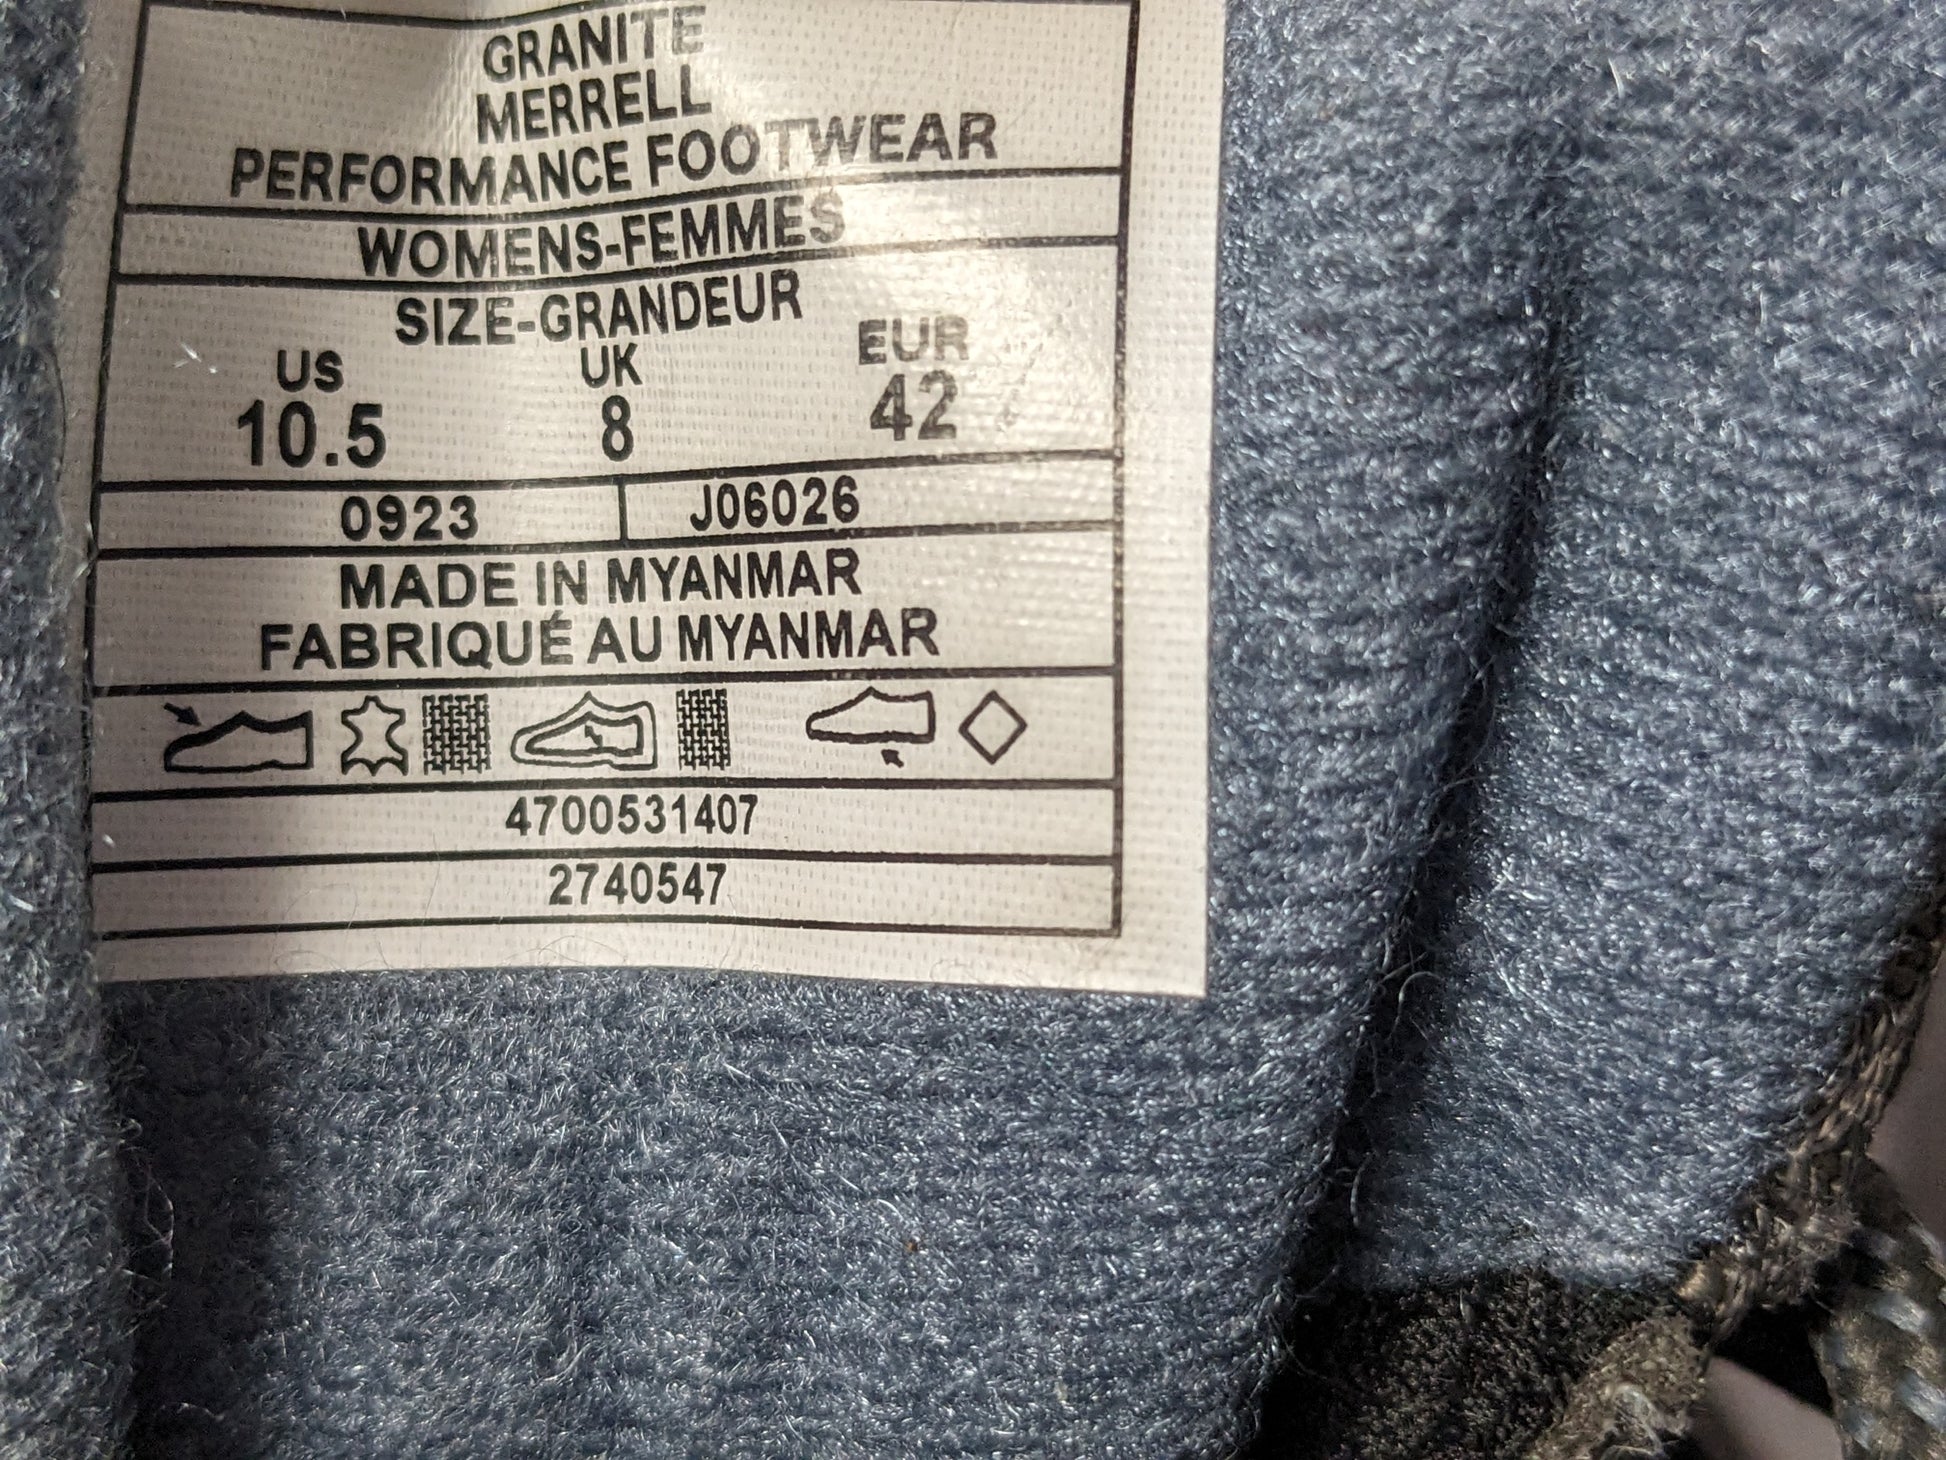 GRANITE
MERRELL
PERFORMANCE FOOTWEAR
WOMENS-FEMMES
SIZE-GRANDEUR
US UK EUR
10.5 8 42
0923 J06026
MADE IN MYANMAR
FABRIQUÉ AU MYANMAR
4700531407
2740547